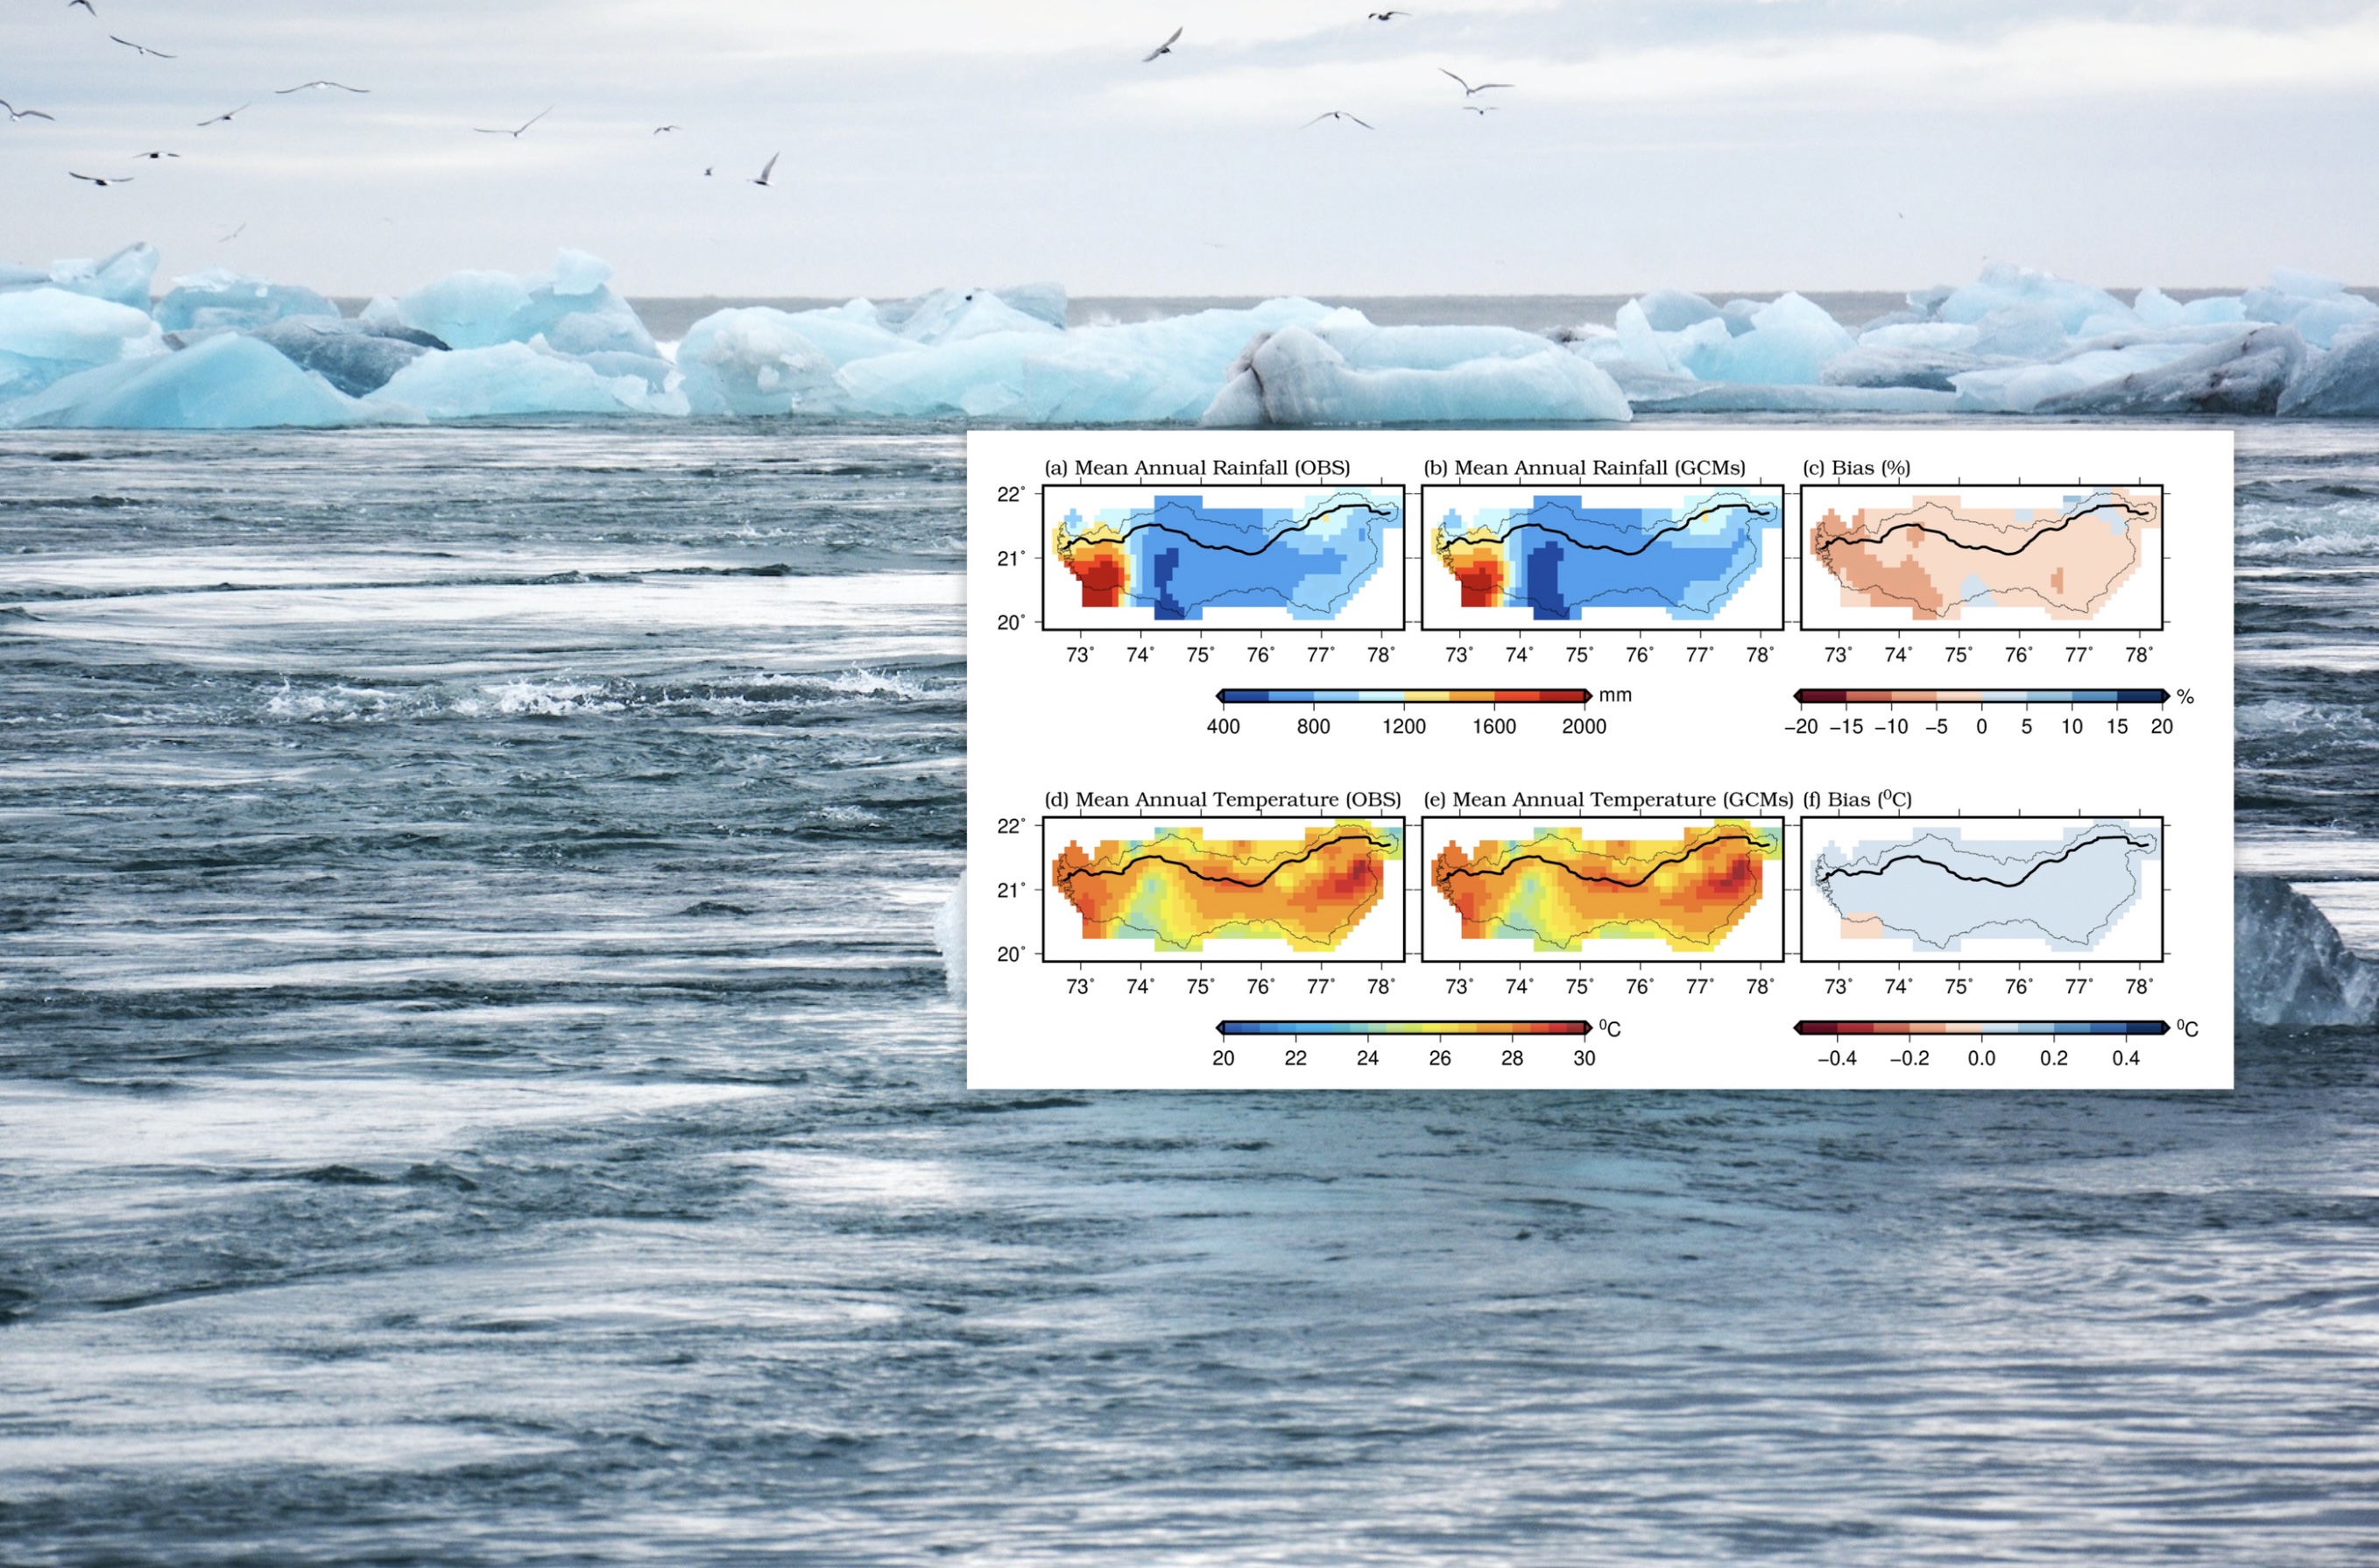 (a) Mean Annual Rainfall (OBS) (b) Mean Annual Rainfall (GCMs) (c) Bias (%)
22°
21°
20°
73° 74° 75° 76° 77° 78° 73° 74° 75° 76° 77° 78° 73° 74° 75° 76° 77° 78°
mm %
400 800 1200 1600 2000 −20 −15 −10 −5 0 5 10 15 20
(d) Mean Annual Temperature (OBS) (e) Mean Annual Temperature (GCMs) (f) Bias (⁰C)
22°
21°
20°
73° 74° 75° 76° 77° 78° 73° 74° 75° 76° 77° 78° 73° 74° 75° 76° 77° 78°
⁰C ⁰C
20 22 24 26 28 30 −0.4 −0.2 0.0 0.2 0.4